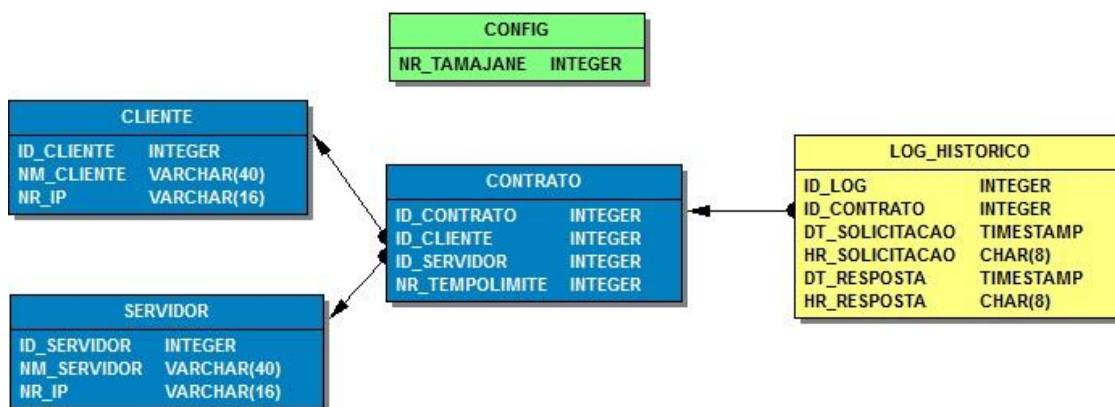 CONFIG
NR_TAMAJANE INTEGER
CLIENTE
ID_CLIENTE INTEGER
NM_CLIENTE VARCHAR(40)
NR_IP VARCHAR(16)
CONTRATO
ID_CONTRATO INTEGER
ID_CLIENTE INTEGER
ID_SERVIDOR INTEGER
NR_TEMPOLIMITE INTEGER
LOG_HISTORICO
ID_LOG INTEGER
ID_CONTRATO INTEGER
DT_SOLICITACAO TIMESTAMP
HR_SOLICITACAO CHAR(8)
DT_RESPOSTA TIMESTAMP
HR_RESPOSTA CHAR(8)
SERVIDOR
ID_SERVIDOR INTEGER
NM_SERVIDOR VARCHAR(40)
NR_IP VARCHAR(16)